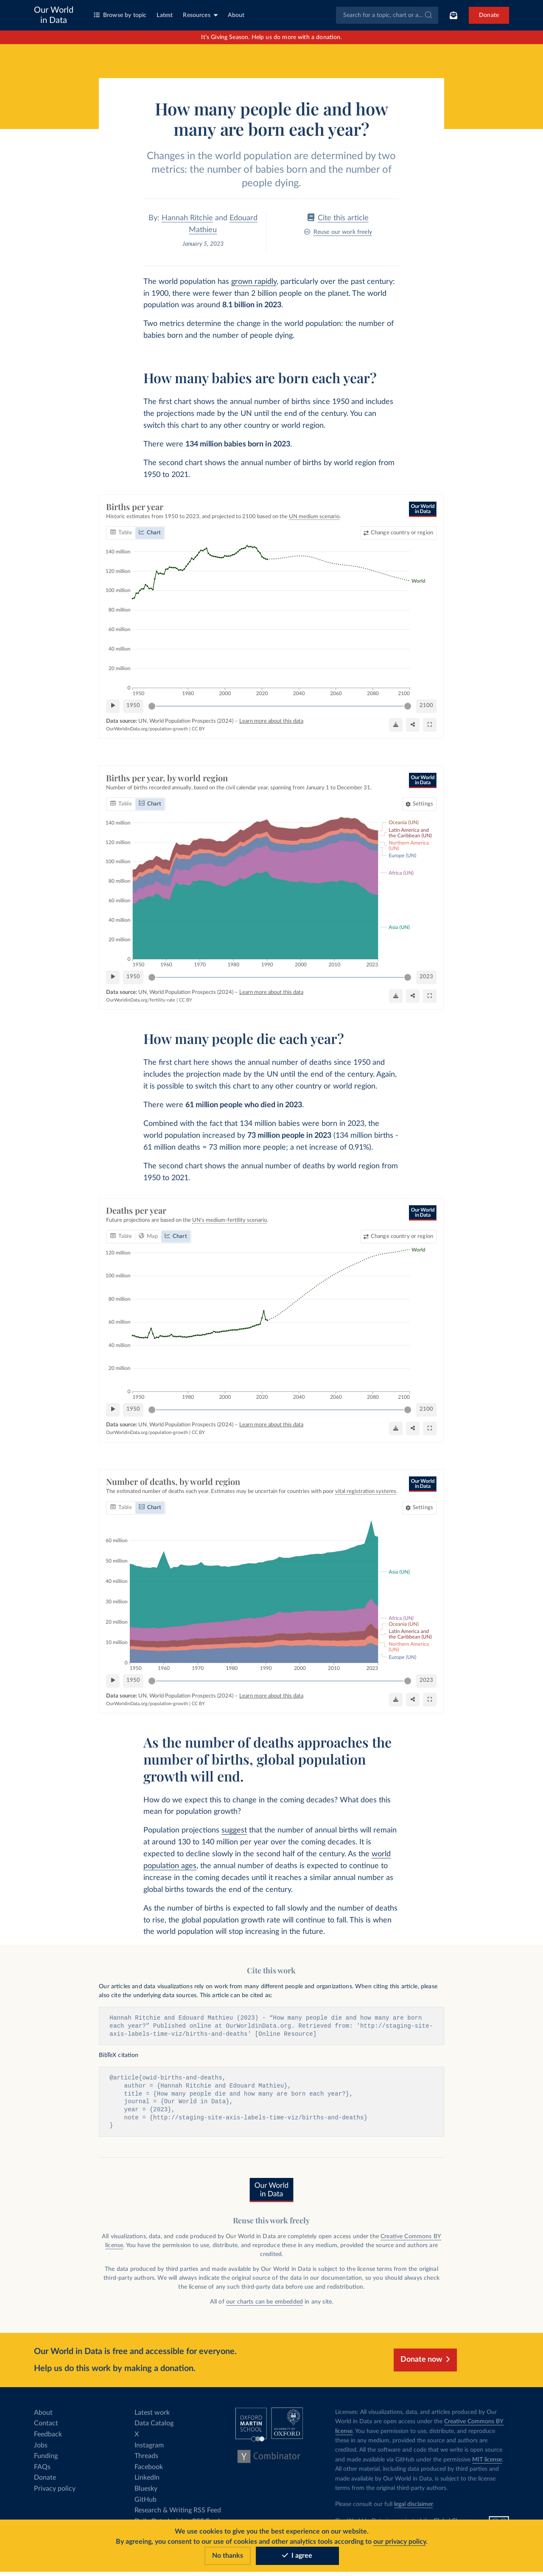 Our World
in Data
Browse by topic
Latest
Resources
About
Search for a topic, chart or a...
Donate
It's Giving Season. Help us do more with a donation.
How many people die and how
many are born each year?
Changes in the world population are determined by two
metrics: the number of babies born and the number of
people dying.
By: Hannah Ritchie and Edouard
Mathieu
January 5, 2023
Cite this article
Reuse our work freely
The world population has grown rapidly, particularly over the past century:
in 1900, there were fewer than 2 billion people on the planet. The world
population was around 8.1 billion in 2023.
Two metrics determine the change in the world population: the number of
babies born and the number of people dying.
How many babies are born each year?
The first chart shows the annual number of births since 1950 and includes
the projections made by the UN until the end of the century. You can
switch this chart to any other country or world region.
There were 134 million babies born in 2023.
The second chart shows the annual number of births by world region from
1950 to 2021.
Births per year
Historic estimates from 1950 to 2023, and projected to 2100 based on the UN medium scenario.
Our World
in Data
Table
Chart
Change country or region
140 million
120 million
100 million
80 million
60 million
40 million
20 million
0
World
1950 1980 2000 2020 2040 2060 2080 2100
1950
2100
Data source: UN, World Population Prospects (2024) – Learn more about this data
OurWorldinData.org/population-growth | CC BY
Births per year, by world region
Number of births recorded annually, based on the civil calendar year, spanning from January 1 to December 31.
Our World
in Data
Table
Chart
Settings
140 million
120 million
100 million
80 million
60 million
40 million
20 million
0
Oceania (UN)
Latin America and
the Caribbean (UN)
Northern America
(UN)
Europe (UN)
Africa (UN)
Asia (UN)
1950 1960 1970 1980 1990 2000 2010 2023
1950
2023
Data source: UN, World Population Prospects (2024) – Learn more about this data
OurWorldinData.org/fertility-rate | CC BY
How many people die each year?
The first chart here shows the annual number of deaths since 1950 and
includes the projection made by the UN until the end of the century. Again,
it is possible to switch this chart to any other country or world region.
There were 61 million people who died in 2023.
Combined with the fact that 134 million babies were born in 2023, the
world population increased by 73 million people in 2023 (134 million births -
61 million deaths = 73 million more people; a net increase of 0.91%).
The second chart shows the annual number of deaths by world region from
1950 to 2021.
Deaths per year
Future projections are based on the UN's medium-fertility scenario.
Our World
in Data
Table
Map
Chart
Change country or region
120 million
100 million
80 million
60 million
40 million
20 million
0
World
1950 1980 2000 2020 2040 2060 2080 2100
1950
2100
Data source: UN, World Population Prospects (2024) – Learn more about this data
OurWorldinData.org/population-growth | CC BY
Number of deaths, by world region
The estimated number of deaths each year. Estimates may be uncertain for countries with poor vital registration systems.
Our World
in Data
Table
Chart
Settings
60 million
50 million
40 million
30 million
20 million
10 million
0
Asia (UN)
Africa (UN)
Oceania (UN)
Latin America and
the Caribbean (UN)
Northern America
(UN)
Europe (UN)
1950 1960 1970 1980 1990 2000 2010 2023
1950
2023
Data source: UN, World Population Prospects (2024) – Learn more about this data
OurWorldinData.org/population-growth | CC BY
As the number of deaths approaches the
number of births, global population
growth will end.
How do we expect this to change in the coming decades? What does this
mean for population growth?
Population projections suggest that the number of annual births will remain
at around 130 to 140 million per year over the coming decades. It is
expected to decline slowly in the second half of the century. As the world
population ages, the annual number of deaths is expected to continue to
increase in the coming decades until it reaches a similar annual number as
global births towards the end of the century.
As the number of births is expected to fall slowly and the number of deaths
to rise, the global population growth rate will continue to fall. This is when
the world population will stop increasing in the future.
Cite this work
Our articles and data visualizations rely on work from many different people and organizations. When citing this article, please
also cite the underlying data sources. This article can be cited as:
Hannah Ritchie and Edouard Mathieu (2023) - “How many people die and how many are born
each year?” Published online at OurWorldinData.org. Retrieved from: 'http://staging-site-
axis-labels-time-viz/births-and-deaths' [Online Resource]
BibTeX citation
@article{owid-births-and-deaths,
author = {Hannah Ritchie and Edouard Mathieu},
title = {How many people die and how many are born each year?},
journal = {Our World in Data},
year = {2023},
note = {http://staging-site-axis-labels-time-viz/births-and-deaths}
}
Our World
in Data
Reuse this work freely
All visualizations, data, and code produced by Our World in Data are completely open access under the Creative Commons BY
license. You have the permission to use, distribute, and reproduce these in any medium, provided the source and authors are
credited.
The data produced by third parties and made available by Our World in Data is subject to the license terms from the original
third-party authors. We will always indicate the original source of the data in our documentation, so you should always check
the license of any such third-party data before use and redistribution.
All of our charts can be embedded in any site.
Our World in Data is free and accessible for everyone.
Help us do this work by making a donation.
Donate now
About
Contact
Feedback
Jobs
Funding
FAQs
Donate
Privacy policy
Latest work
Data Catalog
X
Instagram
Threads
Facebook
LinkedIn
Bluesky
GitHub
Research & Writing RSS Feed
OXFORD
MARTIN
SCHOOL
UNIVERSITY OF
OXFORD
Y Combinator
Licenses: All visualizations, data, and articles produced by Our
World in Data are open access under the Creative Commons BY
license. You have permission to use, distribute, and reproduce
these in any medium, provided the source and authors are
credited. All the software and code that we write is open source
and made available via GitHub under the permissive MIT license.
All other material, including data produced by third parties and
made available by Our World in Data, is subject to the license
terms from the original third-party authors.
Please consult our full legal disclaimer.
We use cookies to give you the best experience on our website.
By agreeing, you consent to our use of cookies and other analytics tools according to our privacy policy.
No thanks
I agree